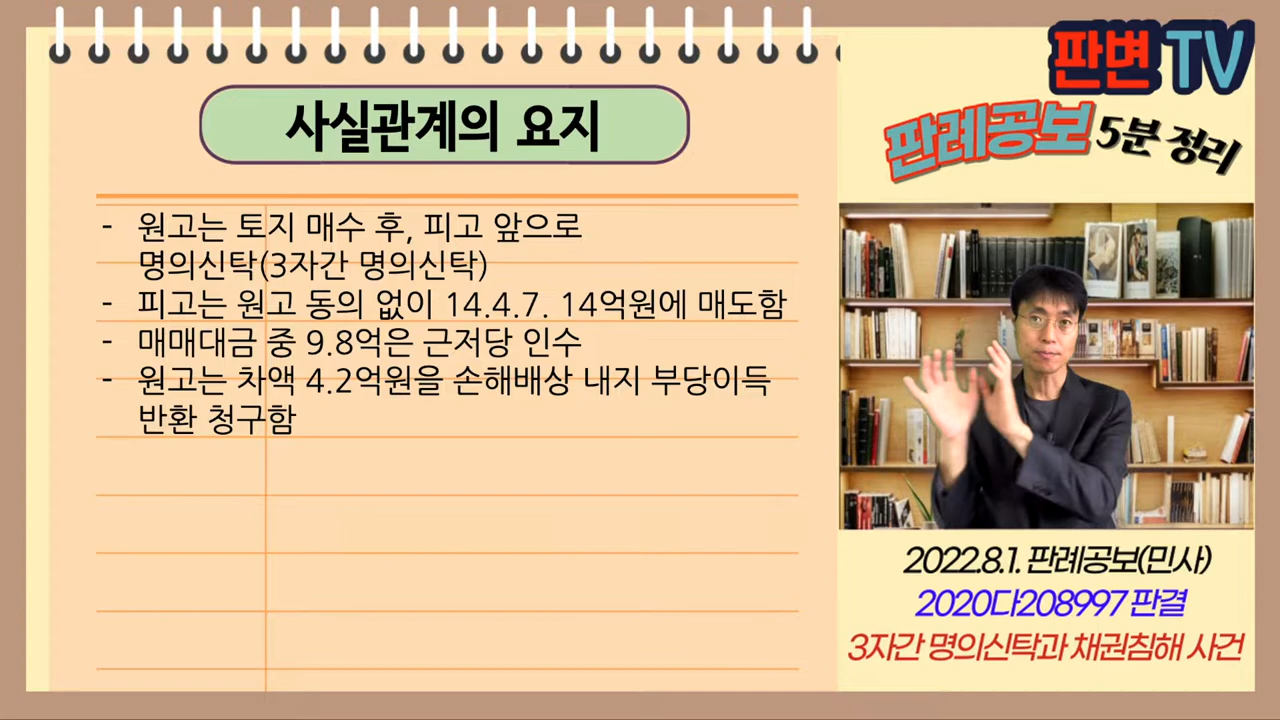 사실관계의 요지
- 원고는 토지 매수 후, 피고 앞으로
명의신탁(3자간 명의신탁)
- 피고는 원고 동의 없이 14.4.7. 14억원에 매도함
- 매매대금 중 9.8억은 근저당 인수
- 원고는 차액 4.2억원을 손해배상 내지 부당이득
반환 청구함
판변 TV
판례공보 5분 정리
2022.8.1. 판례공보(민사)
2020다208997 판결
3자간 명의신탁과 채권침해 사건